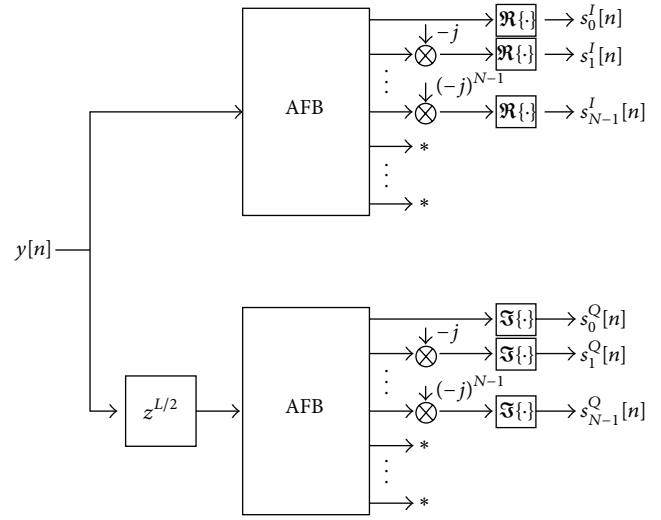 ℜ{·} s_0^I[n]
−j
ℜ{·} s_1^I[n]
⋮
(−j)^{N−1}
AFB
ℜ{·} s_{N−1}^I[n]
*
⋮
*
y[n]
ℑ{·} s_0^Q[n]
−j
ℑ{·} s_1^Q[n]
⋮
(−j)^{N−1}
z^{L/2}
AFB
ℑ{·} s_{N−1}^Q[n]
*
⋮
*